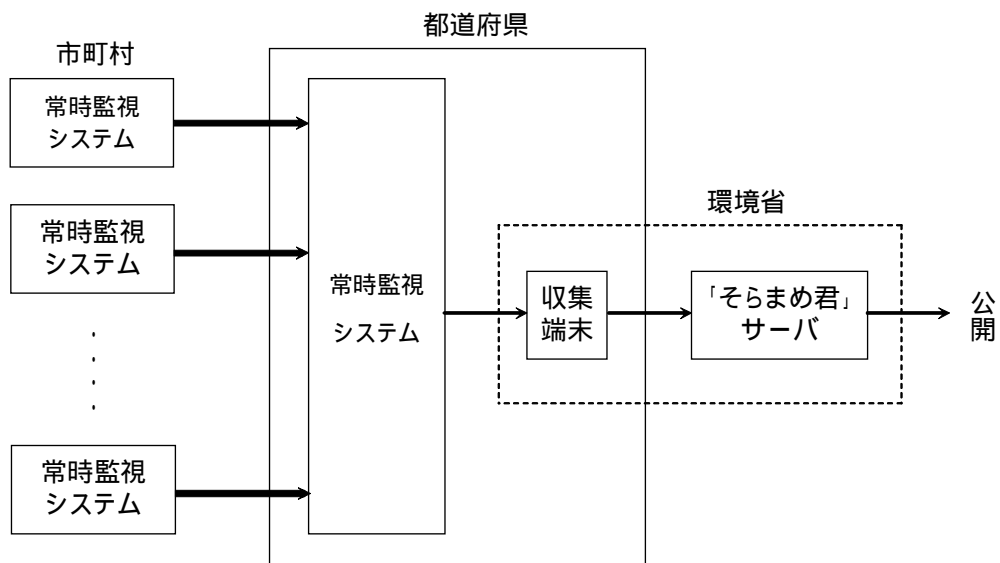 都道府県
市町村
常時監視
システム
常時監視
システム
常時監視
システム
常時監視
システム
環境省
収集
端末
「そらまめ君」
サーバ
公
開